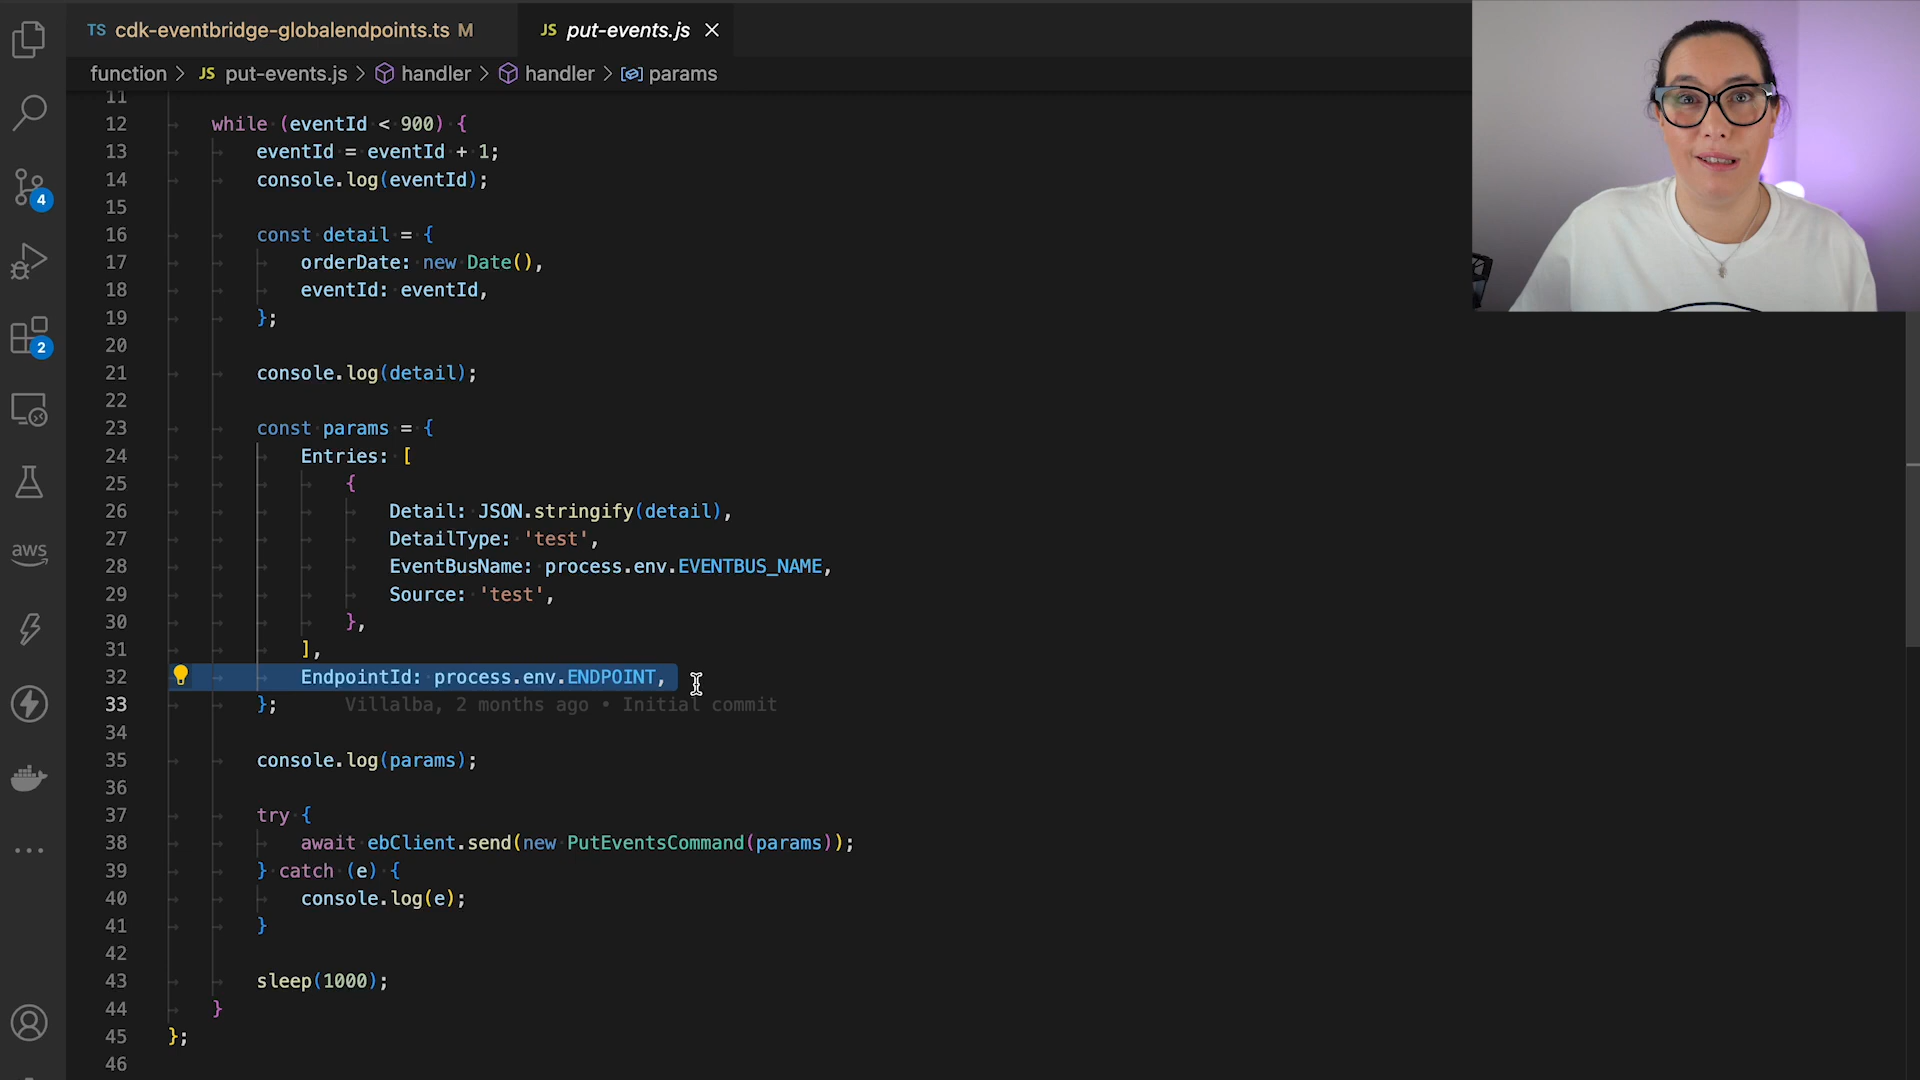 TS cdk-eventbridge-globalendpoints.ts M
JS put-events.js
function > JS put-events.js > handler > handler > params
11
12 while (eventId < 900) {
13 eventId = eventId + 1;
14 console.log(eventId);
15
16 const detail = {
17 orderDate: new Date(),
18 eventId: eventId,
19 };
20
21 console.log(detail);
22
23 const params = {
24 Entries: [
25 {
26 Detail: JSON.stringify(detail),
27 DetailType: 'test',
28 EventBusName: process.env.EVENTBUS_NAME,
29 Source: 'test',
30 },
31 ],
32 EndpointId: process.env.ENDPOINT,
33 }; Villalba, 2 months ago • Initial commit
34
35 console.log(params);
36
37 try {
38 await ebClient.send(new PutEventsCommand(params));
39 } catch (e) {
40 console.log(e);
41 }
42
43 sleep(1000);
44 }
45 };
46
4
2
aws